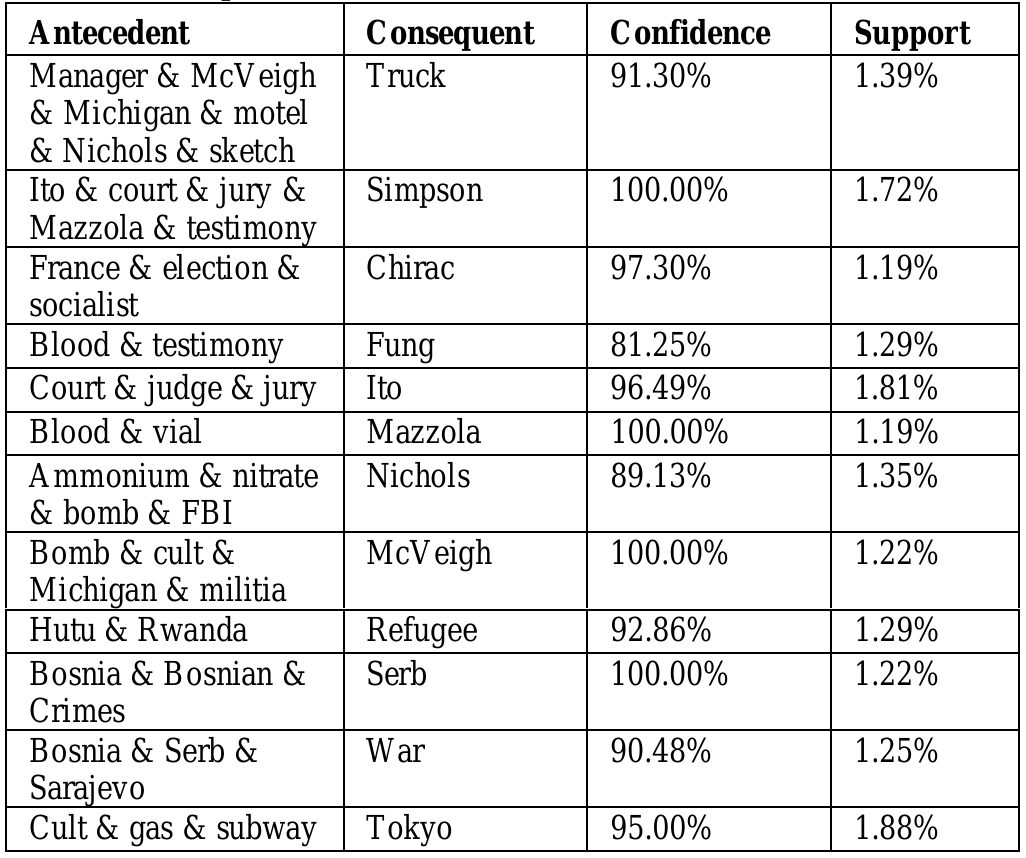 Antecedent Consequent Confidence Support
Manager & McVeigh Truck 91.30% 1.39%
& Michigan & motel
& Nichols & sketch
Ito & court & jury & Simpson 100.00% 1.72%
Mazzola & testimony
France & election & Chirac 97.30% 1.19%
socialist
Blood & testimony Fung 81.25% 1.29%
Court & judge & jury Ito 96.49% 1.81%
Blood & vial Mazzola 100.00% 1.19%
Ammonium & nitrate Nichols 89.13% 1.35%
& bomb & FBI
Bomb & cult & McVeigh 100.00% 1.22%
Michigan & militia
Hutu & Rwanda Refugee 92.86% 1.29%
Bosnia & Bosnian & Serb 100.00% 1.22%
Crimes
Bosnia & Serb & War 90.48% 1.25%
Sarajevo
Cult & gas & subway Tokyo 95.00% 1.88%